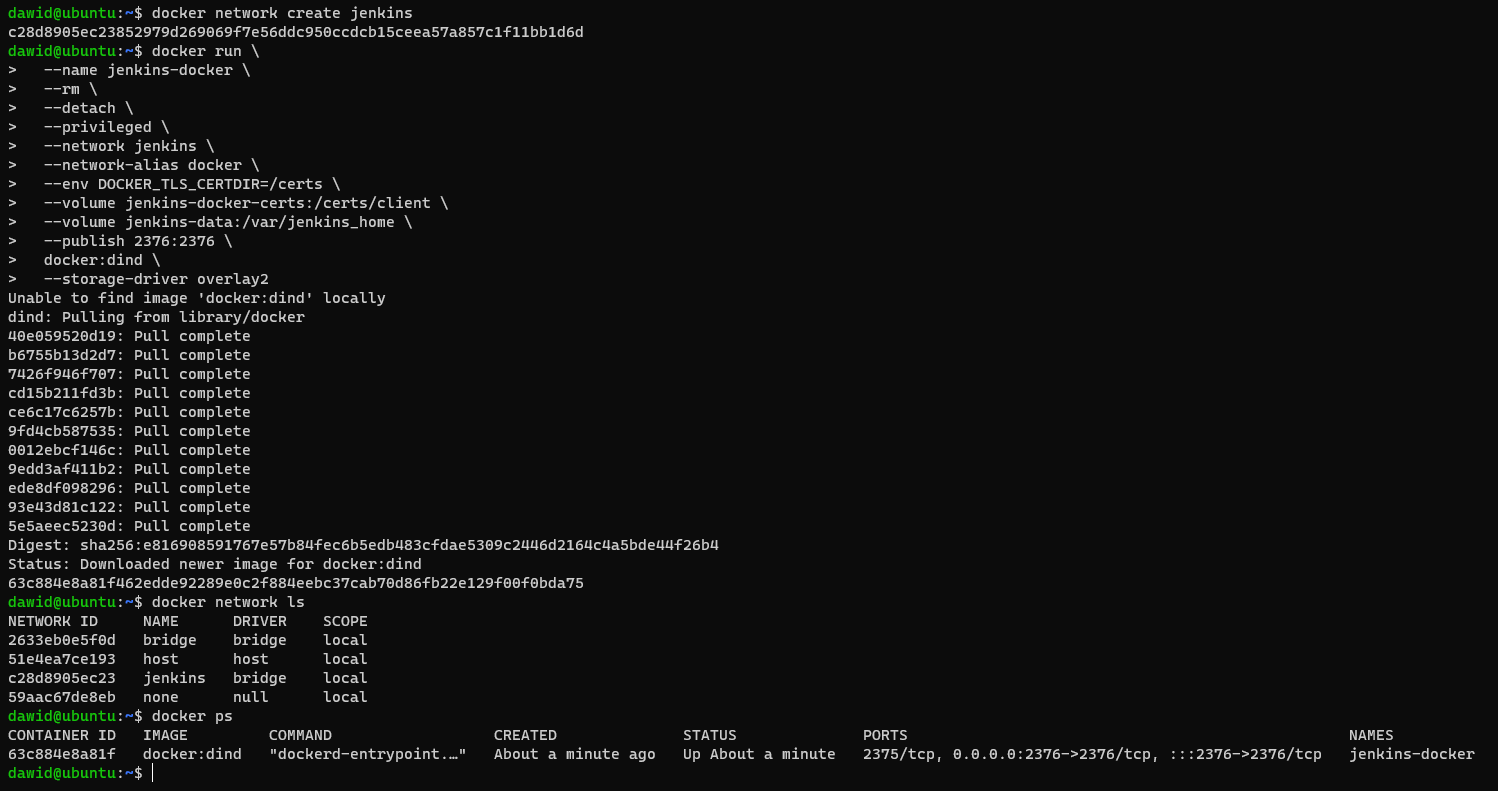 dawid@ubuntu:~$ docker network create jenkins
c28d8905ec23852979d269069f7e56ddc950ccdcb15ceea57a857c1f11bb1d6d
dawid@ubuntu:~$ docker run \
>   --name jenkins-docker \
>   --rm \
>   --detach \
>   --privileged \
>   --network jenkins \
>   --network-alias docker \
>   --env DOCKER_TLS_CERTDIR=/certs \
>   --volume jenkins-docker-certs:/certs/client \
>   --volume jenkins-data:/var/jenkins_home \
>   --publish 2376:2376 \
>   docker:dind \
>   --storage-driver overlay2
Unable to find image 'docker:dind' locally
dind: Pulling from library/docker
40e059520d19: Pull complete
b6755b13d2d7: Pull complete
7426f946f707: Pull complete
cd15b211fd3b: Pull complete
ce6c17c6257b: Pull complete
9fd4cb587535: Pull complete
0012ebcf146c: Pull complete
9edd3af411b2: Pull complete
ede8df098296: Pull complete
93e43d81c122: Pull complete
5e5aeec5230d: Pull complete
Digest: sha256:e816908591767e57b84fec6b5edb483cfdae5309c2446d2164c4a5bde44f26b4
Status: Downloaded newer image for docker:dind
63c884e8a81f462edde92289e0c2f884eebc37cab70d86fb22e129f00f0bda75
dawid@ubuntu:~$ docker network ls
NETWORK ID     NAME      DRIVER    SCOPE
2633eb0e5f0d   bridge    bridge    local
51e4ea7ce193   host      host      local
c28d8905ec23   jenkins   bridge    local
59aac67de8eb   none      null      local
dawid@ubuntu:~$ docker ps
CONTAINER ID   IMAGE         COMMAND                  CREATED              STATUS              PORTS                                                 NAMES
63c884e8a81f   docker:dind   "dockerd-entrypoint.…"   About a minute ago   Up About a minute   2375/tcp, 0.0.0.0:2376->2376/tcp, :::2376->2376/tcp   jenkins-docker
dawid@ubuntu:~$